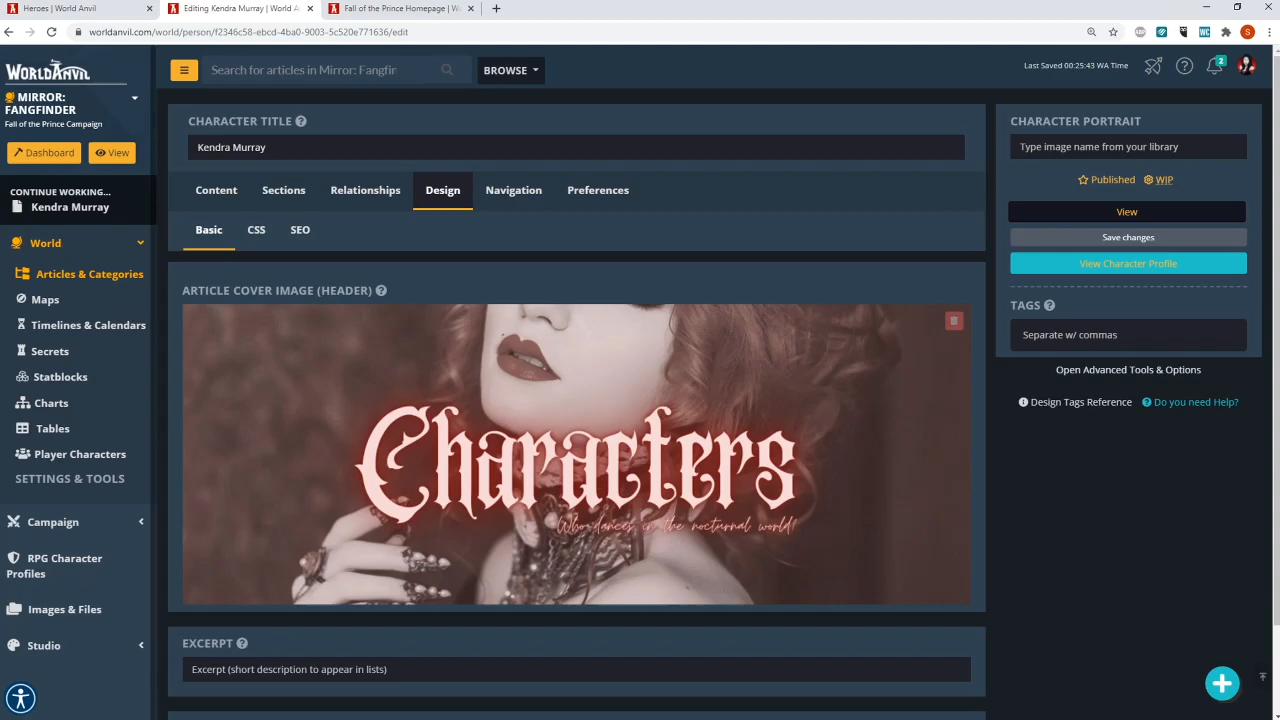 Heroes | World Anvil
Editing Kendra Murray | World A
Fall of the Prince Homepage | W
worldanvil.com/world/person/f2346c58-ebcd-4ba0-9003-5c520e771636/edit
WORLDANVIL
MIRROR:
FANGFINDER
Fall of the Prince Campaign
Dashboard
View
CONTINUE WORKING...
Kendra Murray
World
Articles & Categories
Maps
Timelines & Calendars
Secrets
Statblocks
Charts
Tables
Player Characters
SETTINGS & TOOLS
Campaign
RPG Character
Profiles
Images & Files
Studio
Search for articles in Mirror: Fangfin
BROWSE
Last Saved 00:25:43 WA Time
2
S
CHARACTER TITLE
Kendra Murray
Content Sections Relationships Design Navigation Preferences
Basic CSS SEO
ARTICLE COVER IMAGE (HEADER)
Characters
Who dances in the nocturnal world?
EXCERPT
Excerpt (short description to appear in lists)
CHARACTER PORTRAIT
Type image name from your library
Published WIP
View
Save changes
View Character Profile
TAGS
Separate w/ commas
Open Advanced Tools & Options
Design Tags Reference
Do you need Help?